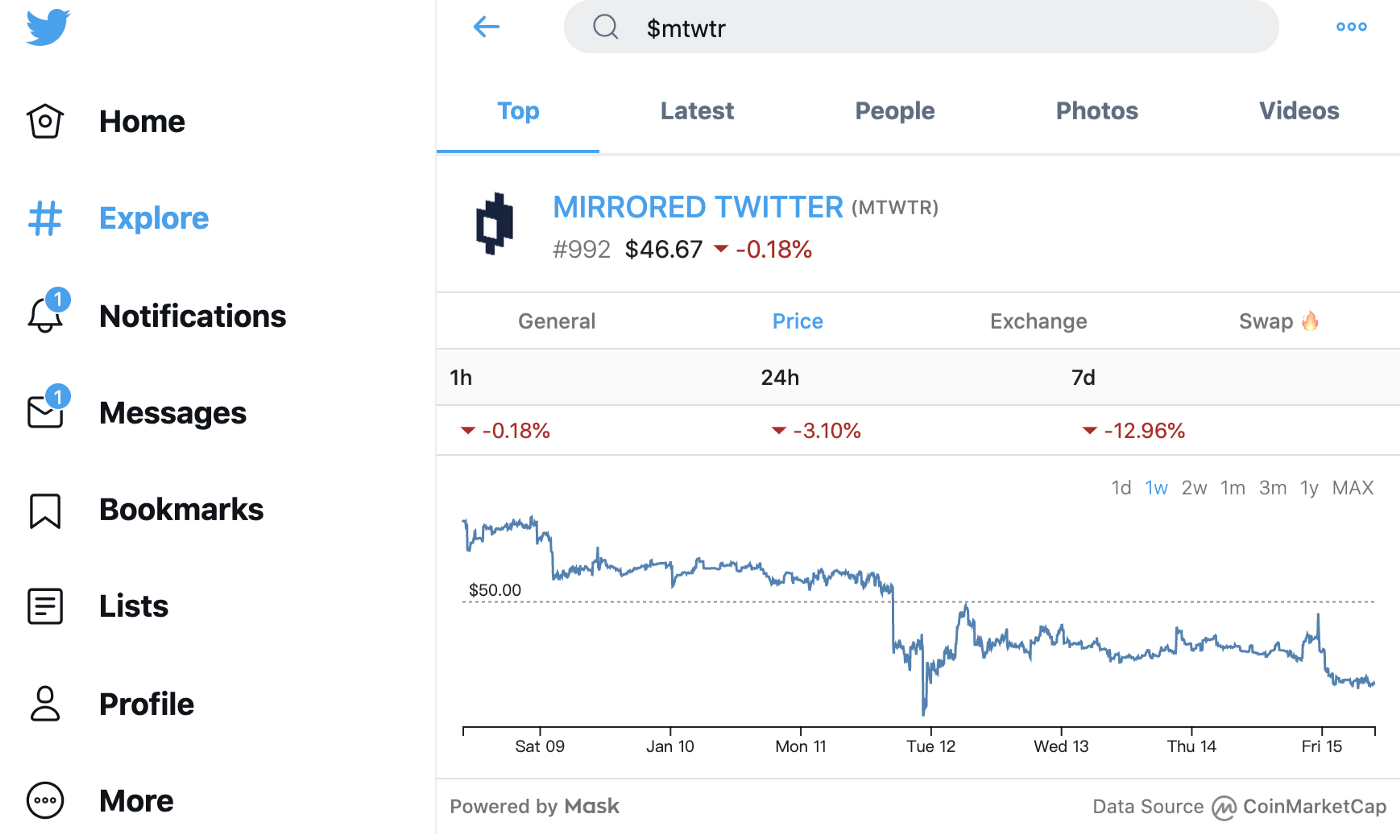 $mtwtr
Home
Explore
1
Notifications
1
Messages
Bookmarks
Lists
Profile
More
Top Latest People Photos Videos
MIRRORED TWITTER (MTWTR)
#992 $46.67 -0.18%
General Price Exchange Swap 🔥
1h 24h 7d
-0.18% -3.10% -12.96%
1d 1w 2w 1m 3m 1y MAX
$50.00
Sat 09 Jan 10 Mon 11 Tue 12 Wed 13 Thu 14 Fri 15
Powered by Mask Data Source CoinMarketCap